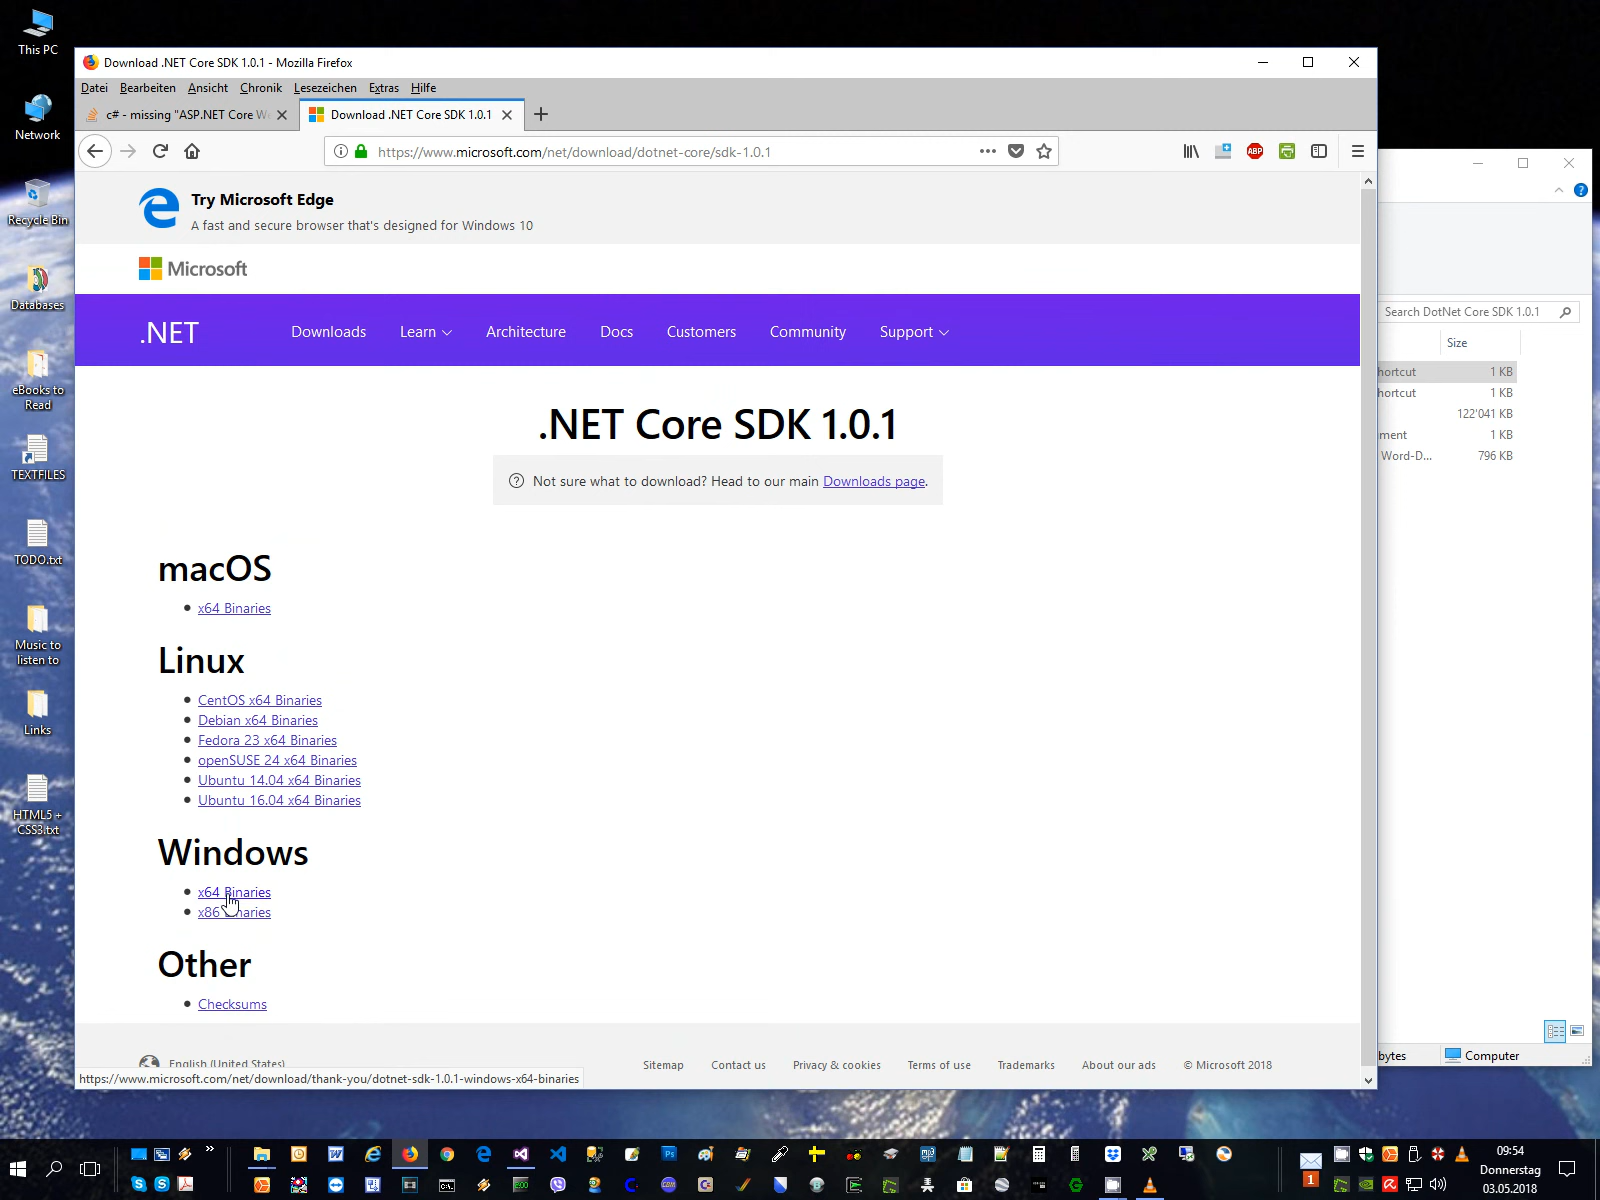 This PC
Network
Recycle Bin
Databases
eBooks to
Read
TEXTFILES
TODO.txt
Music to
listen to
Links
HTML5 +
CSS3.txt
Download .NET Core SDK 1.0.1 - Mozilla Firefox
Datei Bearbeiten Ansicht Chronik Lesezeichen Extras Hilfe
c# - missing "ASP.NET Core W
Download .NET Core SDK 1.0.1
https://www.microsoft.com/net/download/dotnet-core/sdk-1.0.1
ABP
Try Microsoft Edge
A fast and secure browser that's designed for Windows 10
Microsoft
.NET Downloads Learn Architecture Docs Customers Community Support
.NET Core SDK 1.0.1
Not sure what to download? Head to our main Downloads page.
macOS
x64 Binaries
Linux
CentOS x64 Binaries
Debian x64 Binaries
Fedora 23 x64 Binaries
openSUSE 24 x64 Binaries
Ubuntu 14.04 x64 Binaries
Ubuntu 16.04 x64 Binaries
Windows
x64 Binaries
x86 Binaries
Other
Checksums
English (United States)
Sitemap Contact us Privacy & cookies Terms of use Trademarks About our ads © Microsoft 2018
https://www.microsoft.com/net/download/thank-you/dotnet-sdk-1.0.1-windows-x64-binaries
Search DotNet Core SDK 1.0.1
Size
hortcut 1 KB
hortcut 1 KB
122'041 KB
ment 1 KB
Word-D... 796 KB
bytes Computer
1
09:54
Donnerstag
03.05.2018